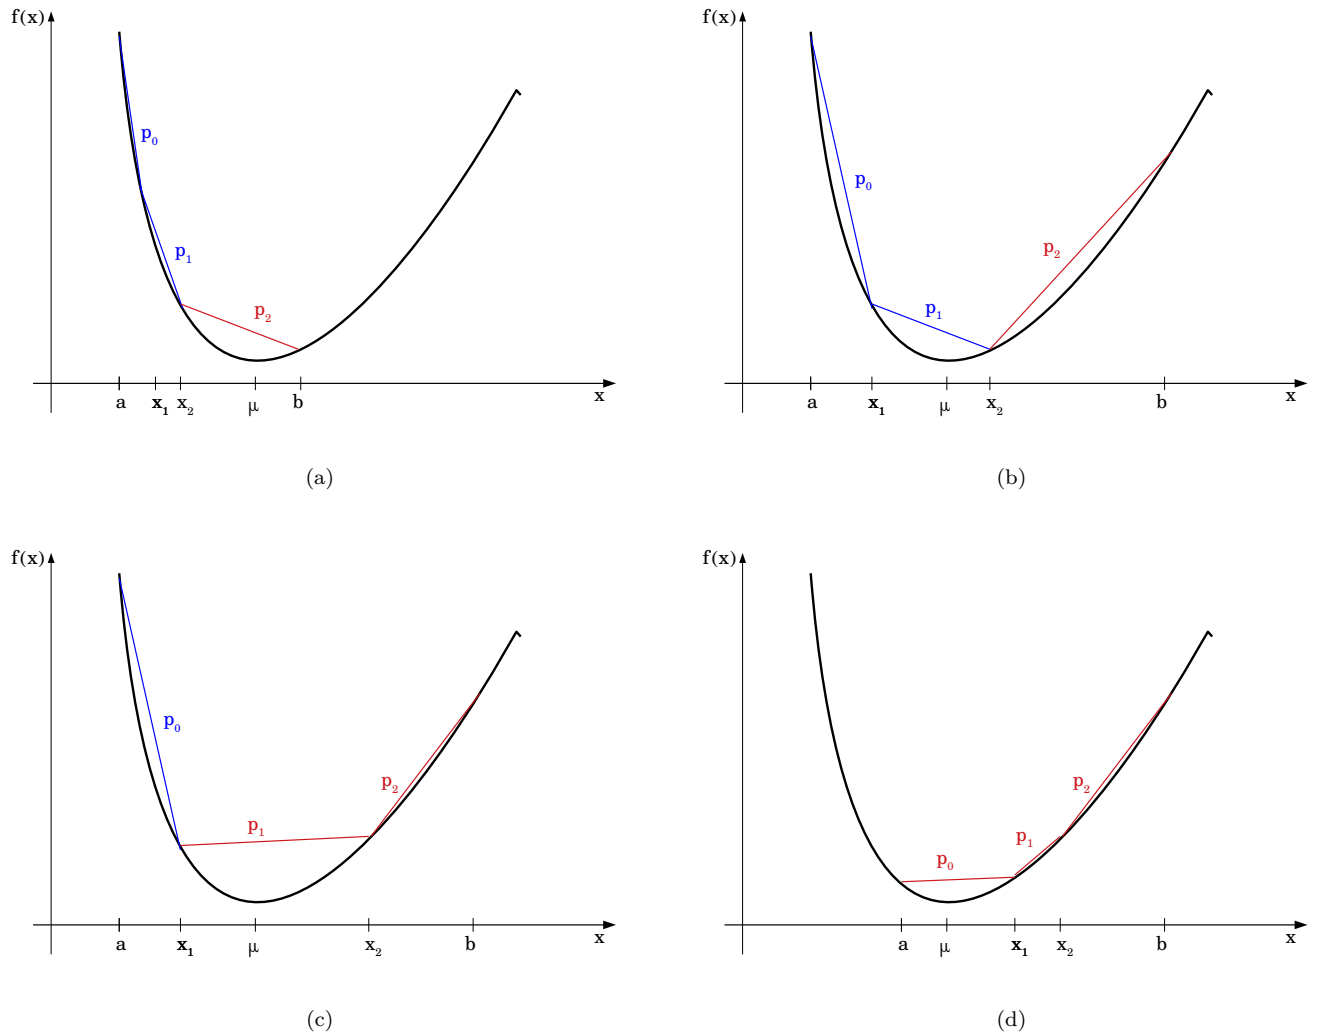 f(x)
p₀
p₁
p₂
a x₁ x₂ μ b x
(a)
f(x)
p₀
p₁
p₂
a x₁ μ x₂ b x
(b)
f(x)
p₀
p₁
p₂
a x₁ μ x₂ b x
(c)
f(x)
p₀
p₁
p₂
a μ x₁ x₂ b x
(d)